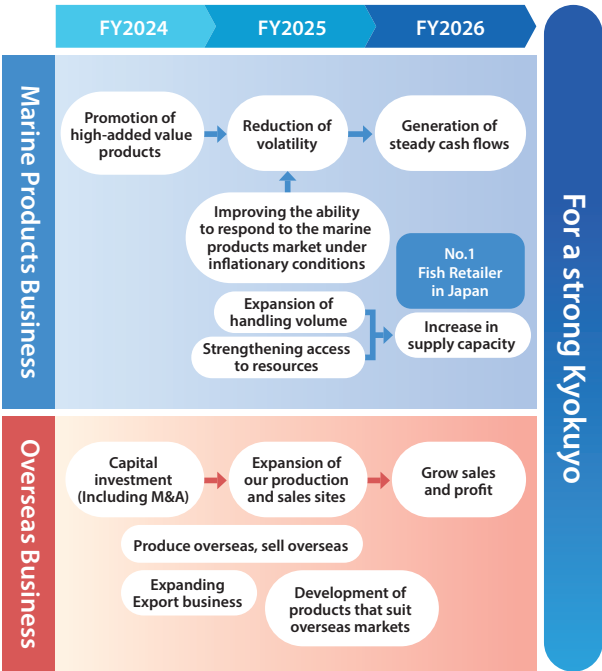 FY2024
FY2025
FY2026
Marine Products Business
Promotion of
high-added value
products
Reduction of
volatility
Generation of
steady cash flows
Improving the ability
to respond to the marine
products market under
inflationary conditions
No.1
Fish Retailer
in Japan
Expansion of
handling volume
Strengthening access
to resources
Increase in
supply capacity
Overseas Business
Capital
investment
(Including M&A)
Expansion of
our production
and sales sites
Grow sales
and profit
Produce overseas, sell overseas
Expanding
Export business
Development of
products that suit
overseas markets
For a strong Kyokuyo